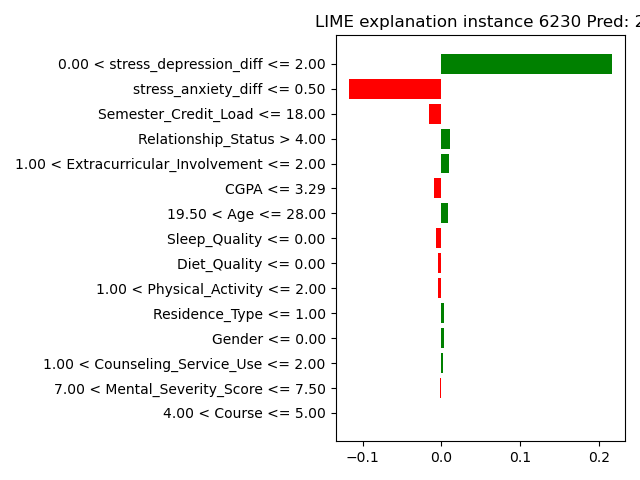 LIME explanation instance 6230 Pred: 2
0.00 < stress_depression_diff <= 2.00
stress_anxiety_diff <= 0.50
Semester_Credit_Load <= 18.00
Relationship_Status > 4.00
1.00 < Extracurricular_Involvement <= 2.00
CGPA <= 3.29
19.50 < Age <= 28.00
Sleep_Quality <= 0.00
Diet_Quality <= 0.00
1.00 < Physical_Activity <= 2.00
Residence_Type <= 1.00
Gender <= 0.00
1.00 < Counseling_Service_Use <= 2.00
7.00 < Mental_Severity_Score <= 7.50
4.00 < Course <= 5.00
−0.1 0.0 0.1 0.2